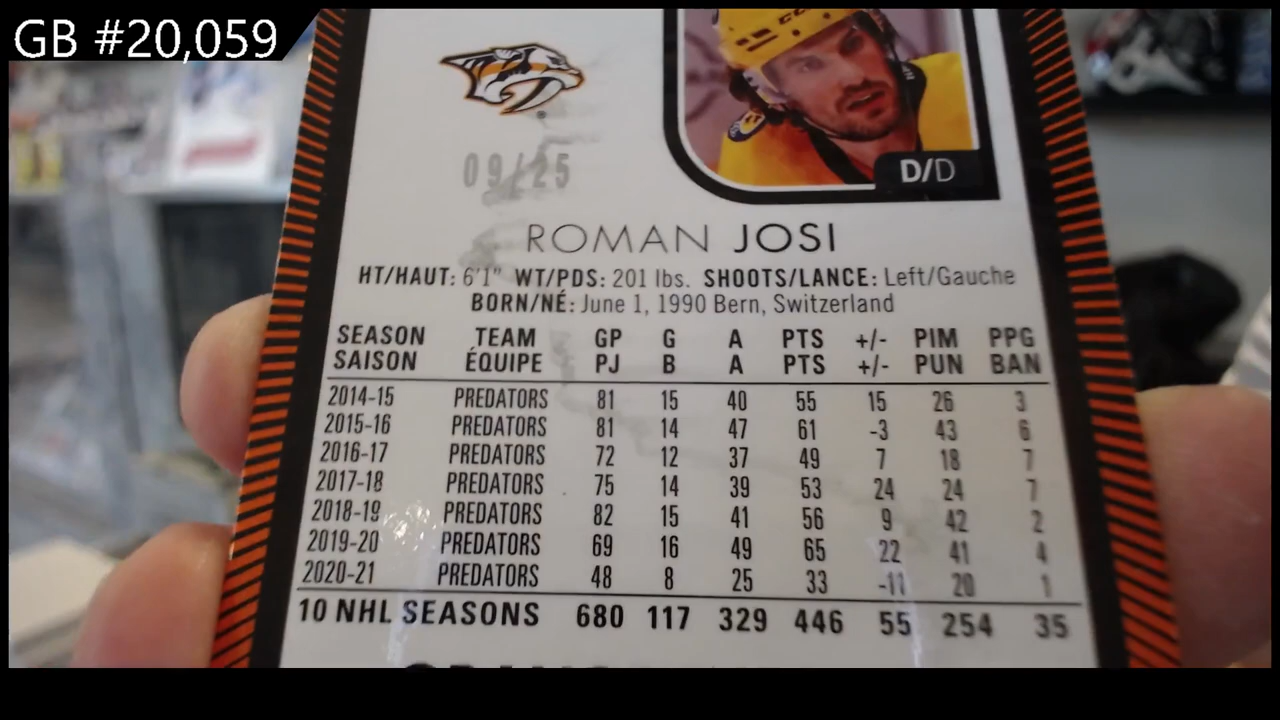 GB #20,059
09/25
D/D
ROMAN JOSI
HT/HAUT: 6'1" WT/PDS: 201 lbs. SHOOTS/LANCE: Left/Gauche
BORN/NÉ: June 1, 1990 Bern, Switzerland
SEASON TEAM GP G A PTS +/- PIM PPG
SAISON ÉQUIPE PJ B A PTS +/- PUN BAN
2014-15 PREDATORS 81 15 40 55 15 26 3
2015-16 PREDATORS 81 14 47 61 -3 43 6
2016-17 PREDATORS 72 12 37 49 7 18 7
2017-18 PREDATORS 75 14 39 53 24 24 7
2018-19 PREDATORS 82 15 41 56 9 42 2
2019-20 PREDATORS 69 16 49 65 22 41 4
2020-21 PREDATORS 48 8 25 33 -11 20 1
10 NHL SEASONS 680 117 329 446 55 254 35